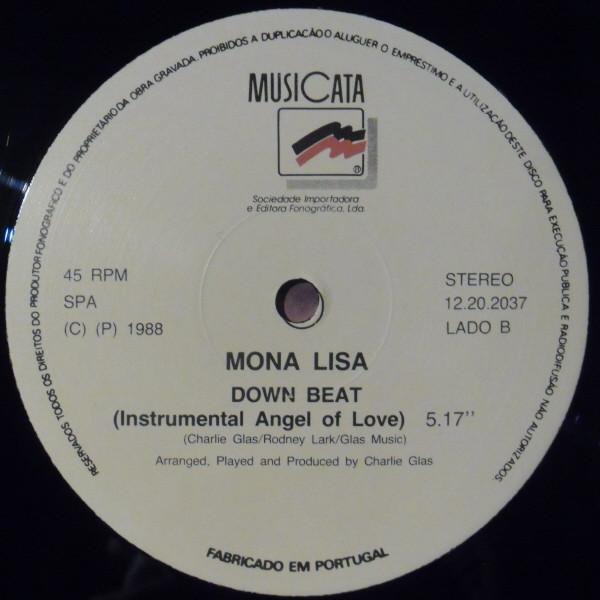 RESERVADOS TODOS OS DIREITOS DO PRODUTOR FONOGRÁFICO E DO PROPRIETÁRIO DA OBRA GRAVADA. PROIBIDOS A DUPLICAÇÃO O ALUGUER O EMPRÉSTIMO E A UTILIZAÇÃO DESTE DISCO PARA EXECUÇÃO PÚBLICA E RADIODIFUSÃO NÃO AUTORIZADOS.
MUSICATA
®
Sociedade Importadora
e Editora Fonográfica, Lda.
45 RPM
SPA
(C) (P) 1988
STEREO
12.20.2037
LADO B
MONA LISA
DOWN BEAT
(Instrumental Angel of Love) 5.17''
(Charlie Glas/Rodney Lark/Glas Music)
Arranged, Played and Produced by Charlie Glas
FABRICADO EM PORTUGAL